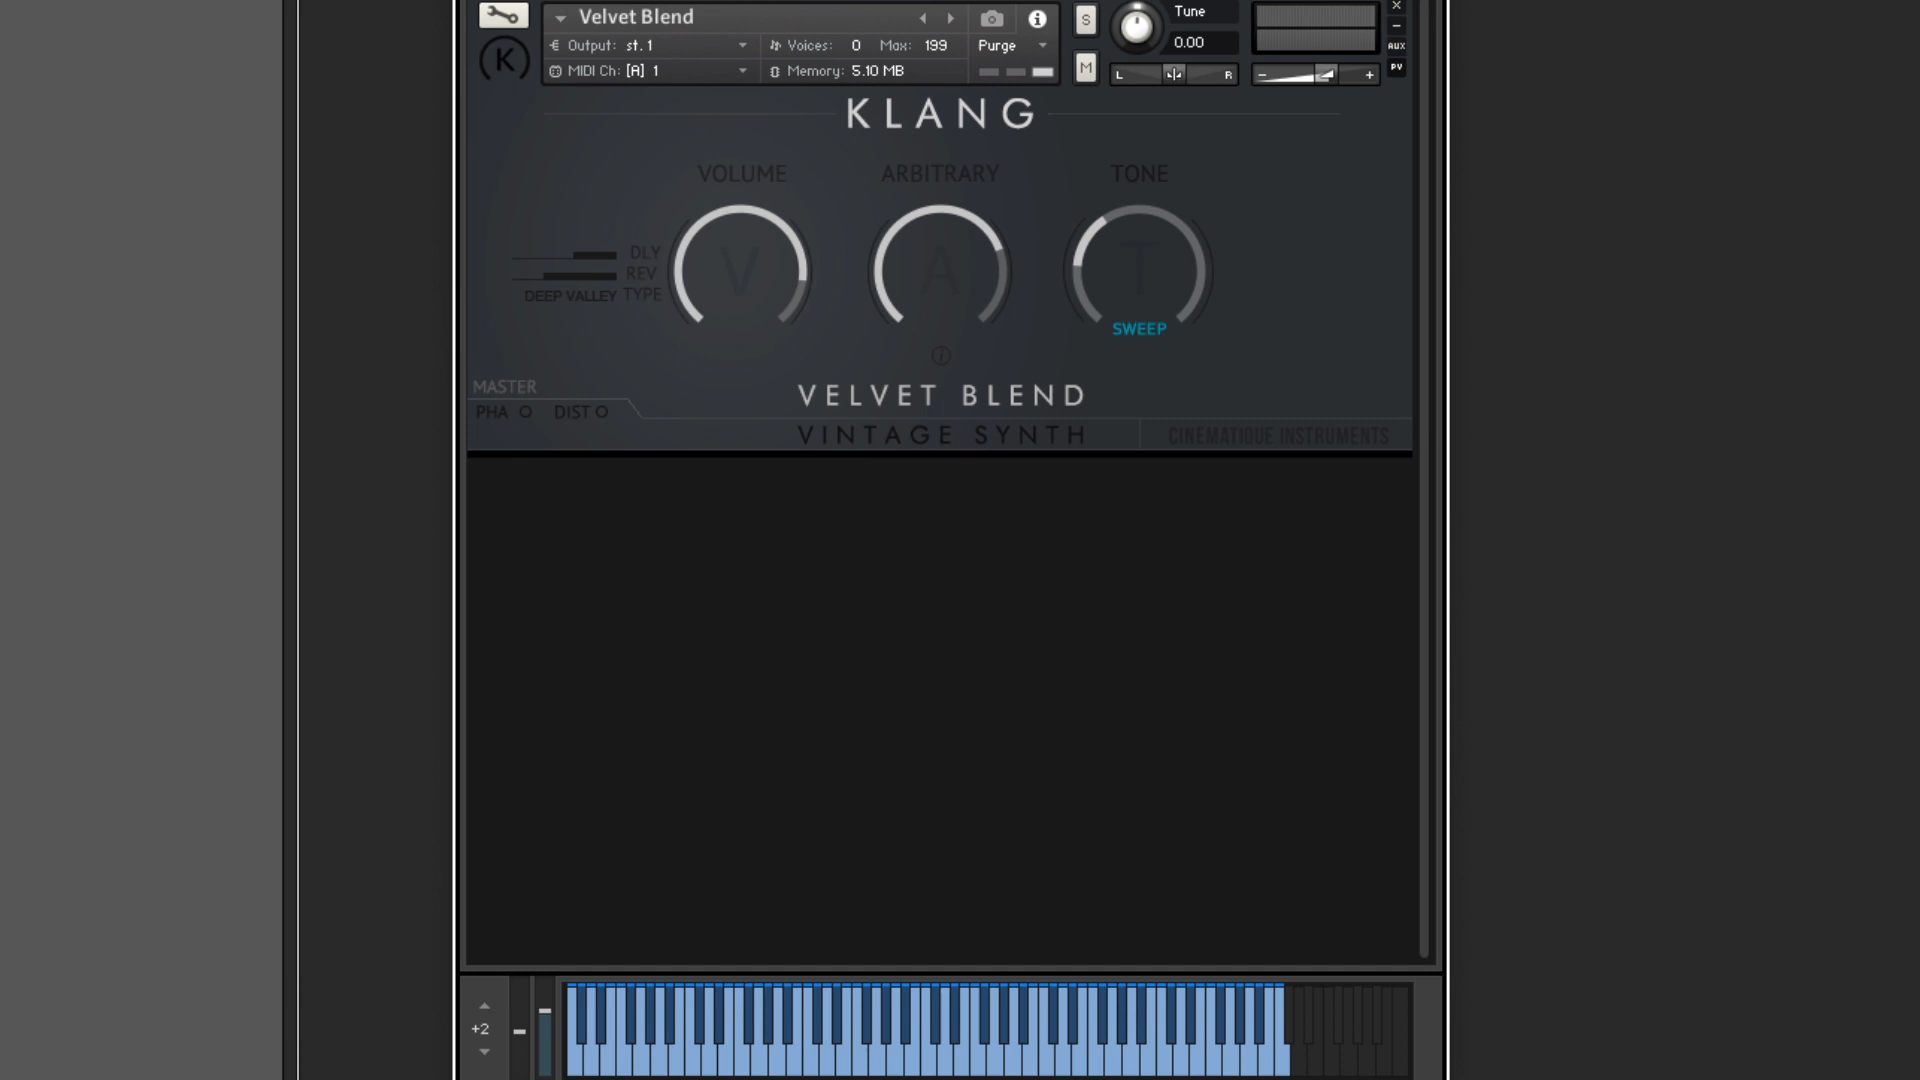 Velvet Blend
Output: st. 1
Voices: 0 Max: 199
Purge
MIDI Ch: [A] 1
Memory: 5.10 MB
S
M
Tune
0.00
L R
- +
×
-
AUX
PV
K
KLANG
VOLUME ARBITRARY TONE
V A T
DLY
REV
DEEP VALLEY TYPE
SWEEP
i
MASTER
PHA DIST
VELVET BLEND
VINTAGE SYNTH
CINEMATIQUE INSTRUMENTS
+2